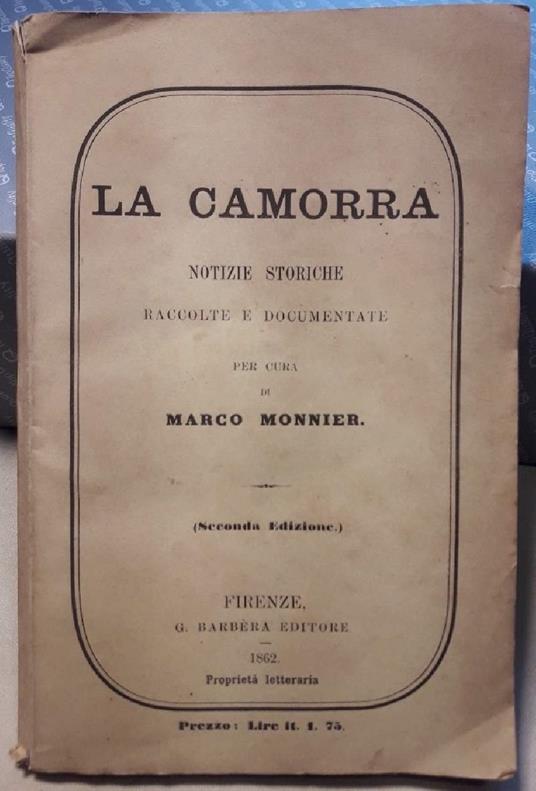 LA CAMORRA
NOTIZIE STORICHE
RACCOLTE E DOCUMENTATE
PER CURA
DI
MARCO MONNIER.
(Seconda Edizione.)
FIRENZE,
G. BARBÈRA EDITORE
1862.
Proprietà letteraria
Prezzo: Lire it. 1. 75.